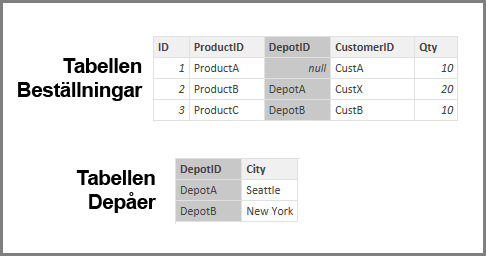 Tabellen
Beställningar
ID ProductID DepotID CustomerID Qty
1 ProductA null CustA 10
2 ProductB DepotA CustX 20
3 ProductC DepotB CustB 10
Tabellen
Depåer
DepotID City
DepotA Seattle
DepotB New York